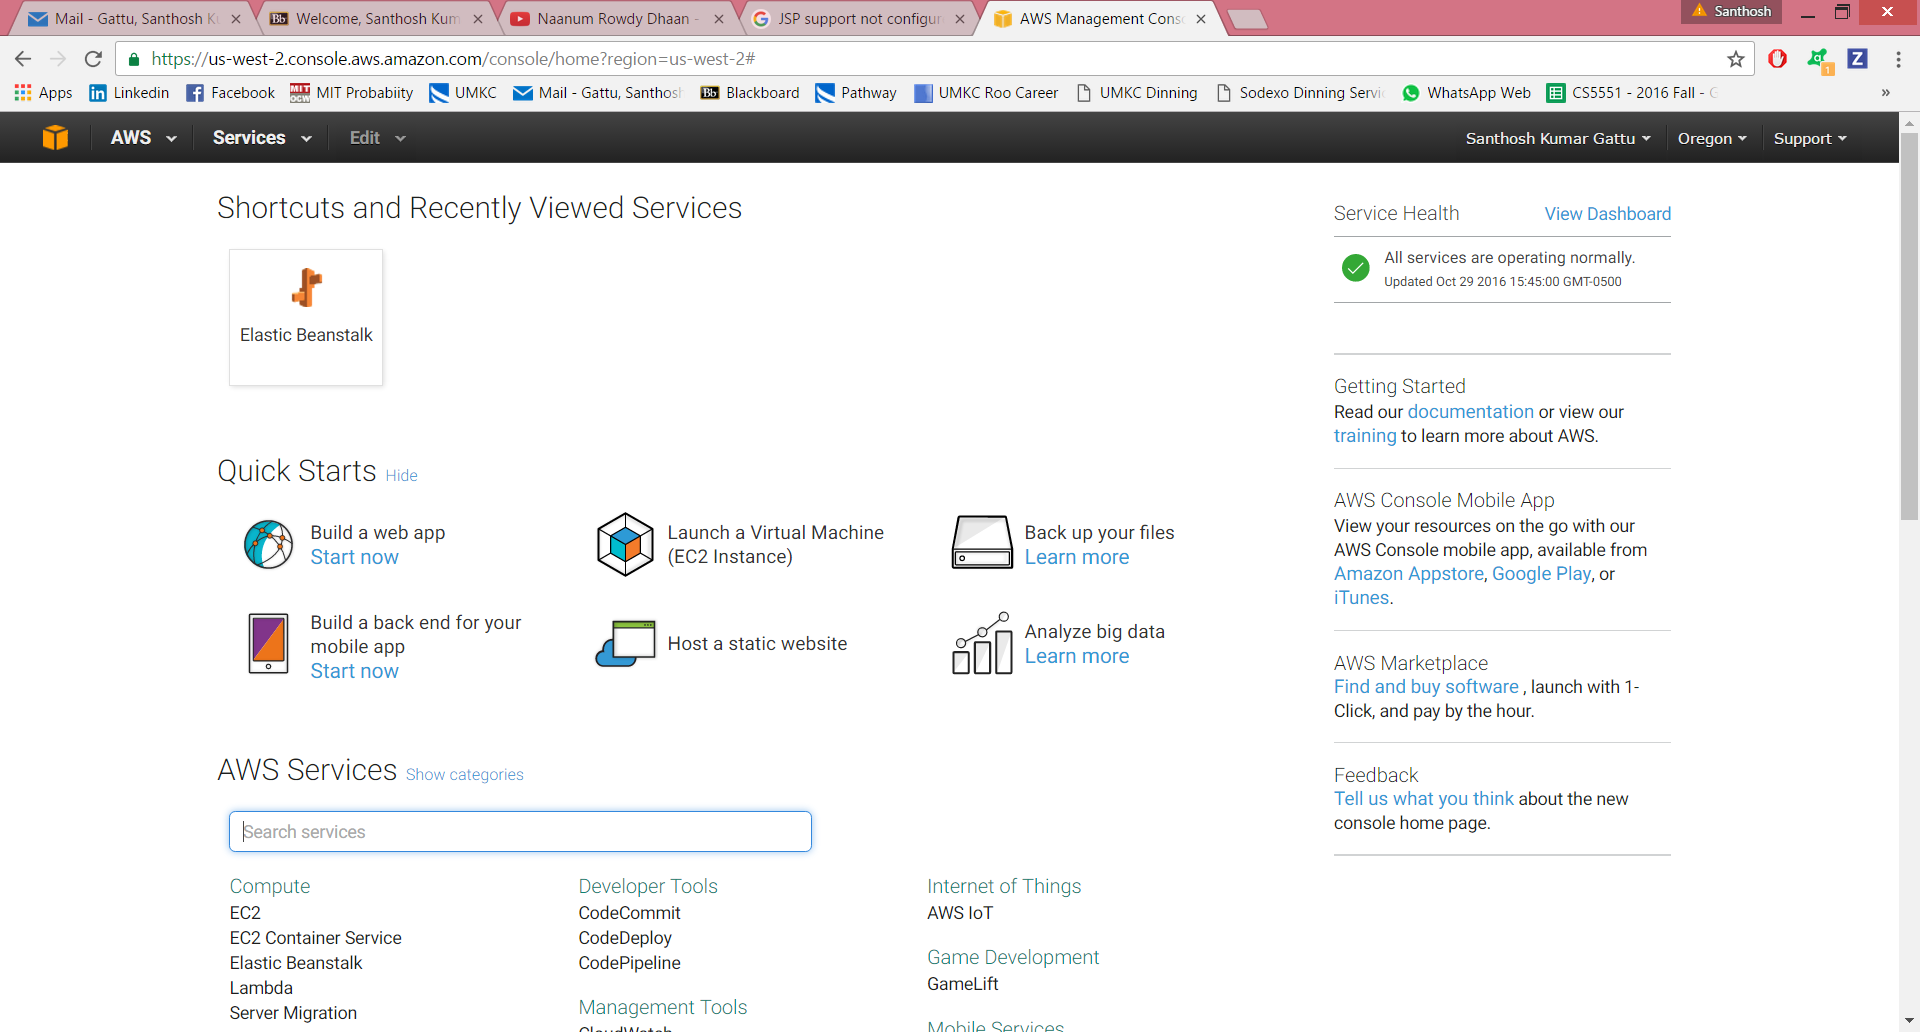 Mail - Gattu, Santhosh Ku
Welcome, Santhosh Kum
Naanum Rowdy Dhaan -
JSP support not configur
AWS Management Conso
Santhosh
https://us-west-2.console.aws.amazon.com/console/home?region=us-west-2#
1
Apps
Linkedin
Facebook
MIT Probabiity
UMKC
Mail - Gattu, Santhosh
Bb Blackboard
Pathway
UMKC Roo Career
UMKC Dinning
Sodexo Dinning Servic
WhatsApp Web
CS5551 - 2016 Fall - G
»
AWS
Services
Edit
Santhosh Kumar Gattu
Oregon
Support
Shortcuts and Recently Viewed Services
Elastic Beanstalk
Quick Starts Hide
Build a web app
Start now
Launch a Virtual Machine
(EC2 Instance)
Back up your files
Learn more
Build a back end for your
mobile app
Start now
Host a static website
Analyze big data
Learn more
AWS Services Show categories
Search services
Compute
EC2
EC2 Container Service
Elastic Beanstalk
Lambda
Server Migration
Developer Tools
CodeCommit
CodeDeploy
CodePipeline
Management Tools
CloudWatch
Internet of Things
AWS IoT
Game Development
GameLift
Mobile Services
Service Health
View Dashboard
All services are operating normally.
Updated Oct 29 2016 15:45:00 GMT-0500
Getting Started
Read our documentation or view our
training to learn more about AWS.
AWS Console Mobile App
View your resources on the go with our
AWS Console mobile app, available from
Amazon Appstore, Google Play, or
iTunes.
AWS Marketplace
Find and buy software , launch with 1-
Click, and pay by the hour.
Feedback
Tell us what you think about the new
console home page.